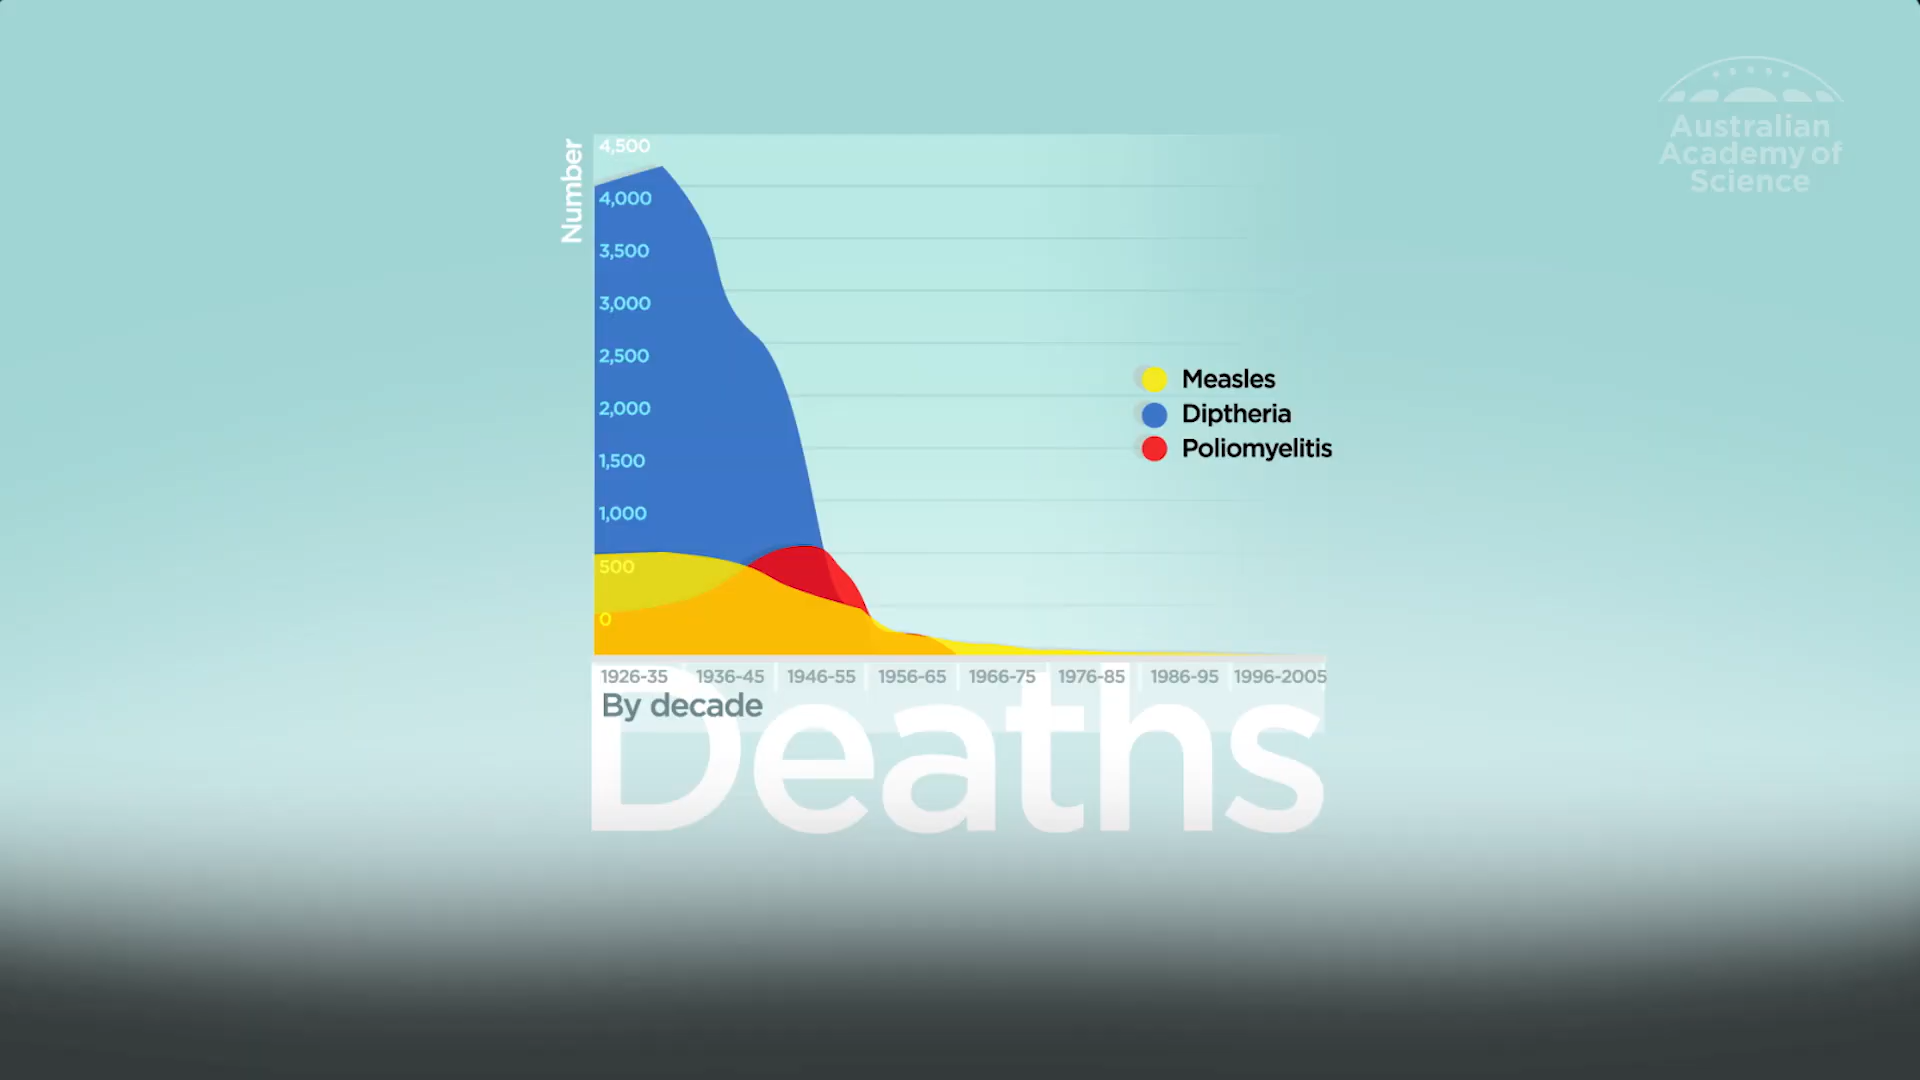 Australian
Academy of
Science
Number
4,500
4,000
3,500
3,000
2,500
2,000
1,500
1,000
500
0
Measles
Diptheria
Poliomyelitis
1926-35 1936-45 1946-55 1956-65 1966-75 1976-85 1986-95 1996-2005
By decade
Deaths